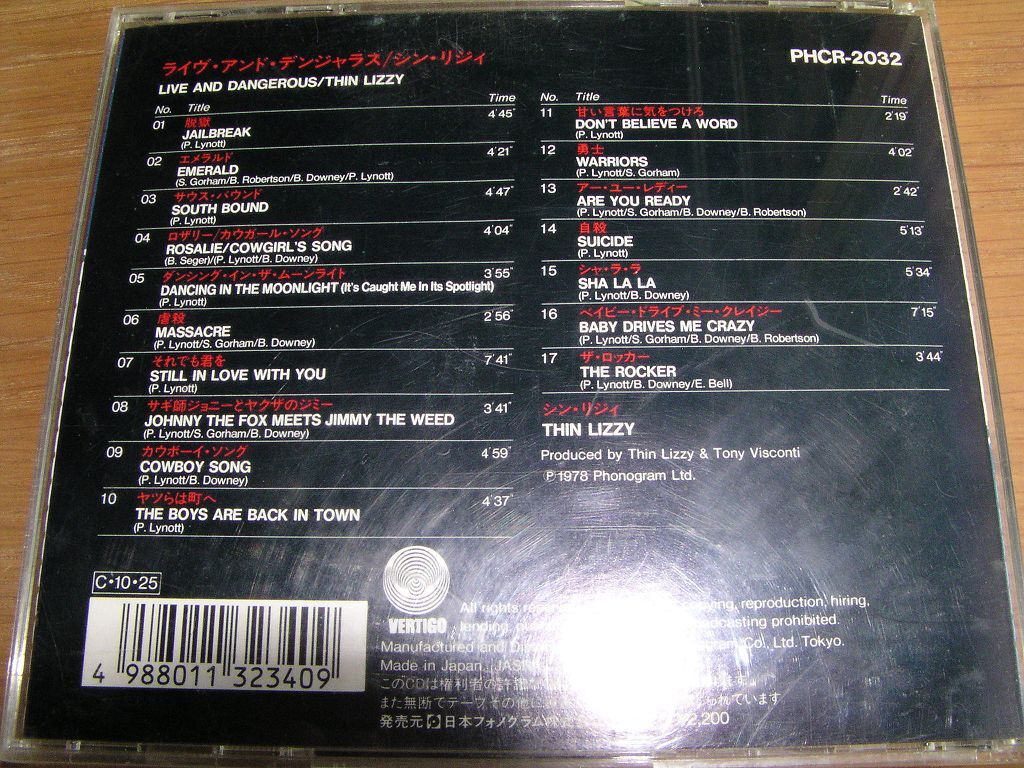 ライヴ・アンド・デンジャラス/シン・リジィ
LIVE AND DANGEROUS/THIN LIZZY
PHCR-2032
No. Title Time
01 脱獄 4'45"
JAILBREAK
(P. Lynott)
02 エメラルド 4'21"
EMERALD
(S. Gorham/B. Robertson/B. Downey/P. Lynott)
03 サウス・バウンド 4'47"
SOUTH BOUND
(P. Lynott)
04 ロザリー/カウガール・ソング 4'04"
ROSALIE/COWGIRL'S SONG
(B. Seger)/(P. Lynott/B. Downey)
05 ダンシング・イン・ザ・ムーンライト 3'55"
DANCING IN THE MOONLIGHT (It's Caught Me In Its Spotlight)
(P. Lynott)
06 虐殺 2'56"
MASSACRE
(P. Lynott/S. Gorham/B. Downey)
07 それでも君を 7'41"
STILL IN LOVE WITH YOU
(P. Lynott)
08 サギ師ジョニーとヤクザのジミー 3'41"
JOHNNY THE FOX MEETS JIMMY THE WEED
(P. Lynott/S. Gorham/B. Downey)
09 カウボーイ・ソング 4'59"
COWBOY SONG
(P. Lynott/B. Downey)
10 ヤツらは町へ 4'37"
THE BOYS ARE BACK IN TOWN
(P. Lynott)
No. Title Time
11 甘い言葉に気をつけろ 2'19"
DON'T BELIEVE A WORD
(P. Lynott)
12 勇士 4'02"
WARRIORS
(P. Lynott/S. Gorham)
13 アー・ユー・レディー 2'42"
ARE YOU READY
(P. Lynott/S. Gorham/B. Downey/B. Robertson)
14 自殺 5'13"
SUICIDE
(P. Lynott)
15 シャ・ラ・ラ 5'34"
SHA LA LA
(P. Lynott/B. Downey)
16 ベイビー・ドライブ・ミー・クレイジー 7'15"
BABY DRIVES ME CRAZY
(P. Lynott/S. Gorham/B. Downey/B. Robertson)
17 ザ・ロッカー 3'44"
THE ROCKER
(P. Lynott/B. Downey/E. Bell)
シン・リジィ
THIN LIZZY
Produced by Thin Lizzy & Tony Visconti
Ⓟ1978 Phonogram Ltd.
C・10・25
4 988011 323409
VERTIGO
All rights reproduction, hiring,
lending, prohibited.
Manufactured and Co., Ltd. Tokyo.
Made in Japan.
このCDは権利者の許諾 ます。
また無断でテープその他に られています
発売元 日本フォノグラム ¥2,200